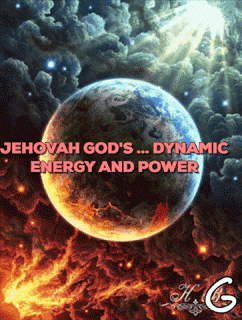 JEHOVAH GOD'S ... DYNAMIC
ENERGY AND POWER
G